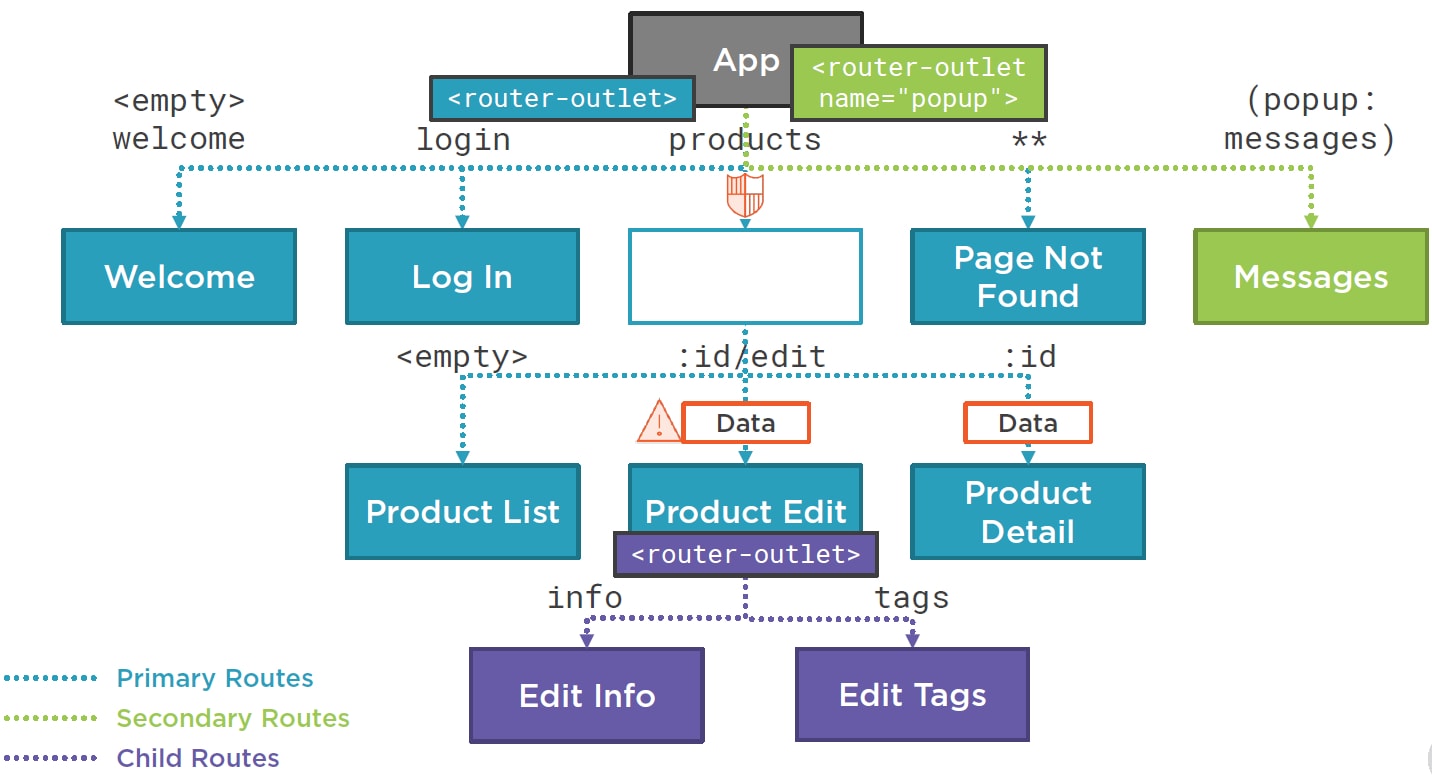 App
<router-outlet>
<router-outlet
name="popup">
<empty>
welcome
login
products
**
(popup:
messages)
Welcome
Log In
Page Not
Found
Messages
<empty>
:id/edit
:id
!
Data
Data
Product List
Product Edit
Product
Detail
<router-outlet>
info
tags
Edit Info
Edit Tags
Primary Routes
Secondary Routes
Child Routes